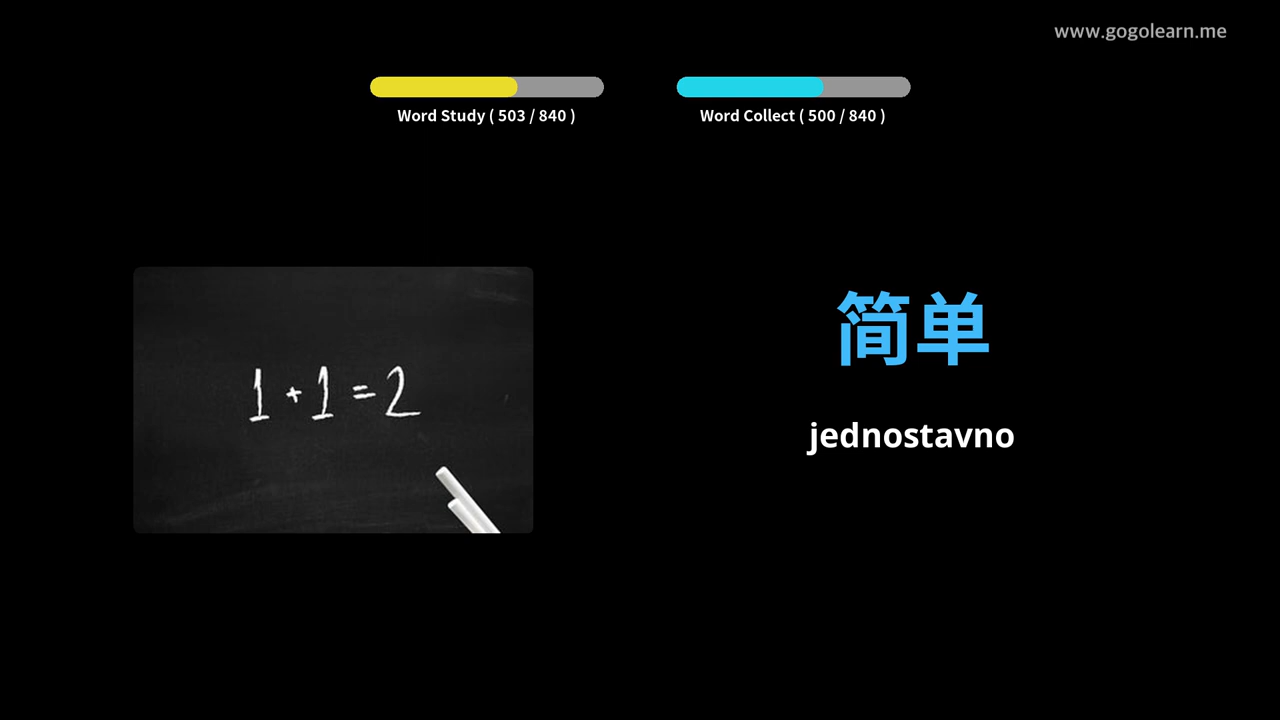 www.gogolearn.me
Word Study ( 503 / 840 )
Word Collect ( 500 / 840 )
1 + 1 = 2
简单
jednostavno